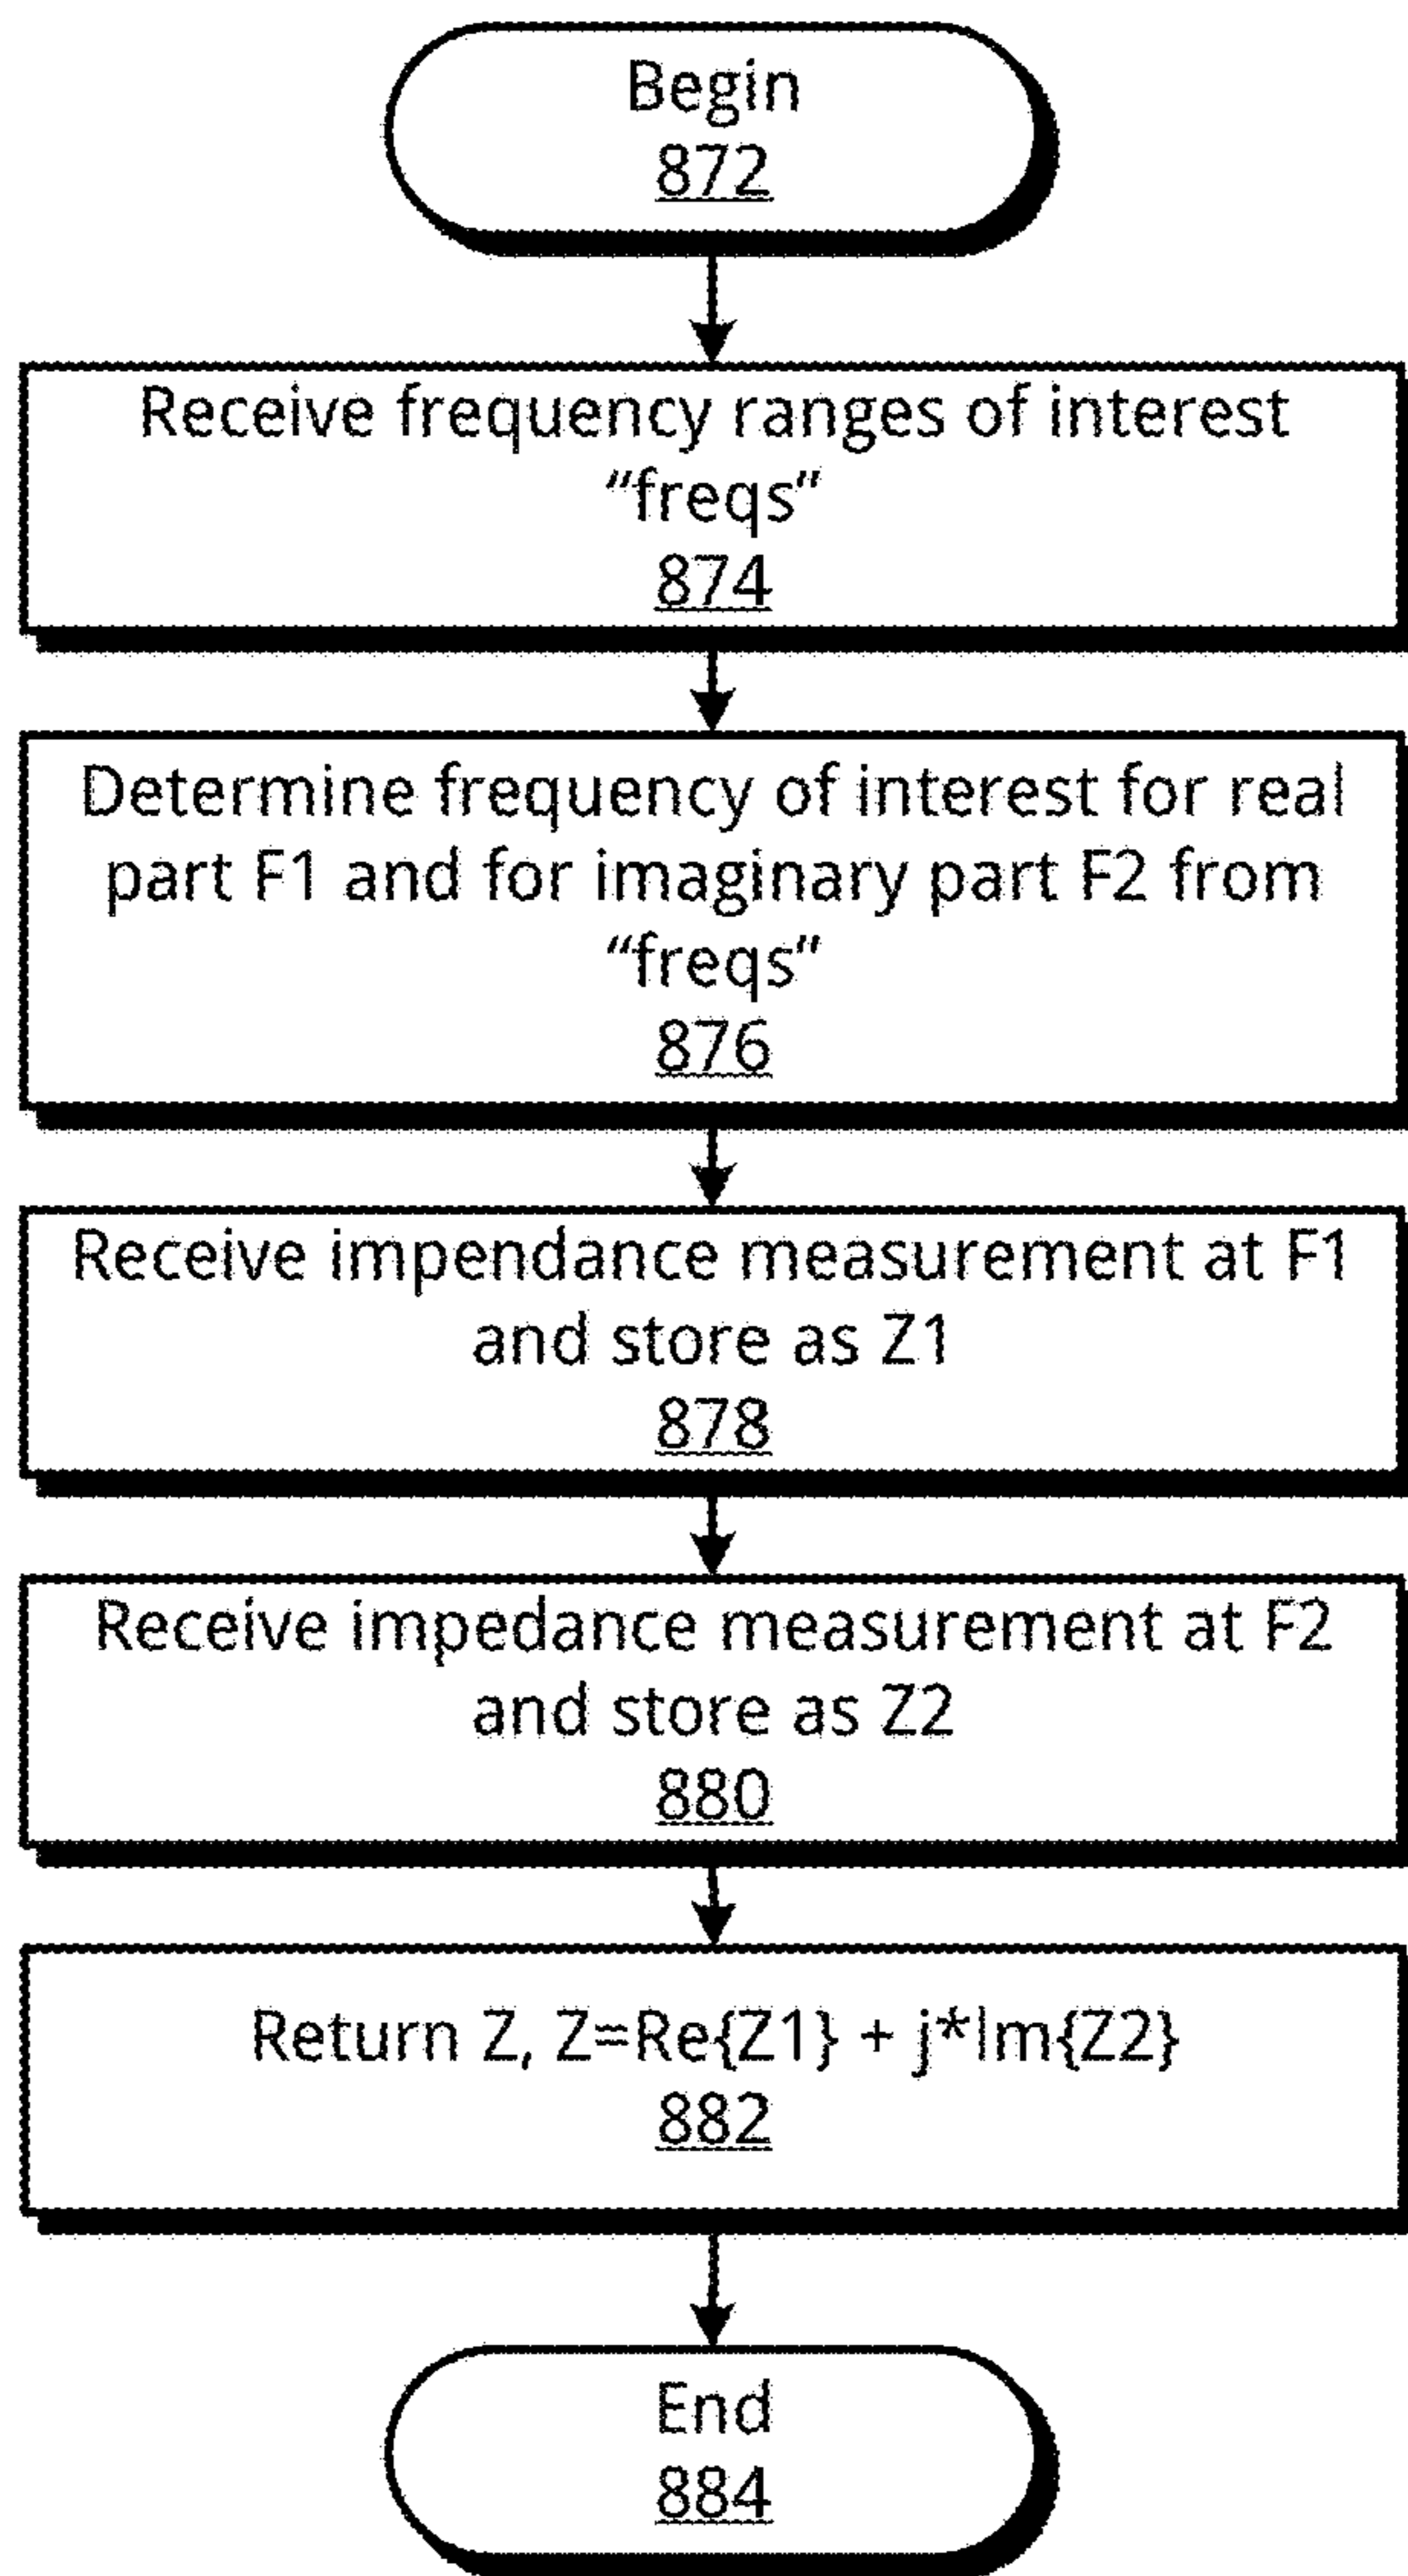 Begin
872
Receive frequency ranges of interest
“freqs”
874
Determine frequency of interest for real
part F1 and for imaginary part F2 from
“freqs”
876
Receive impendance measurement at F1
and store as Z1
878
Receive impedance measurement at F2
and store as Z2
880
Return Z, Z=Re{Z1} + j*Im{Z2}
882
End
884